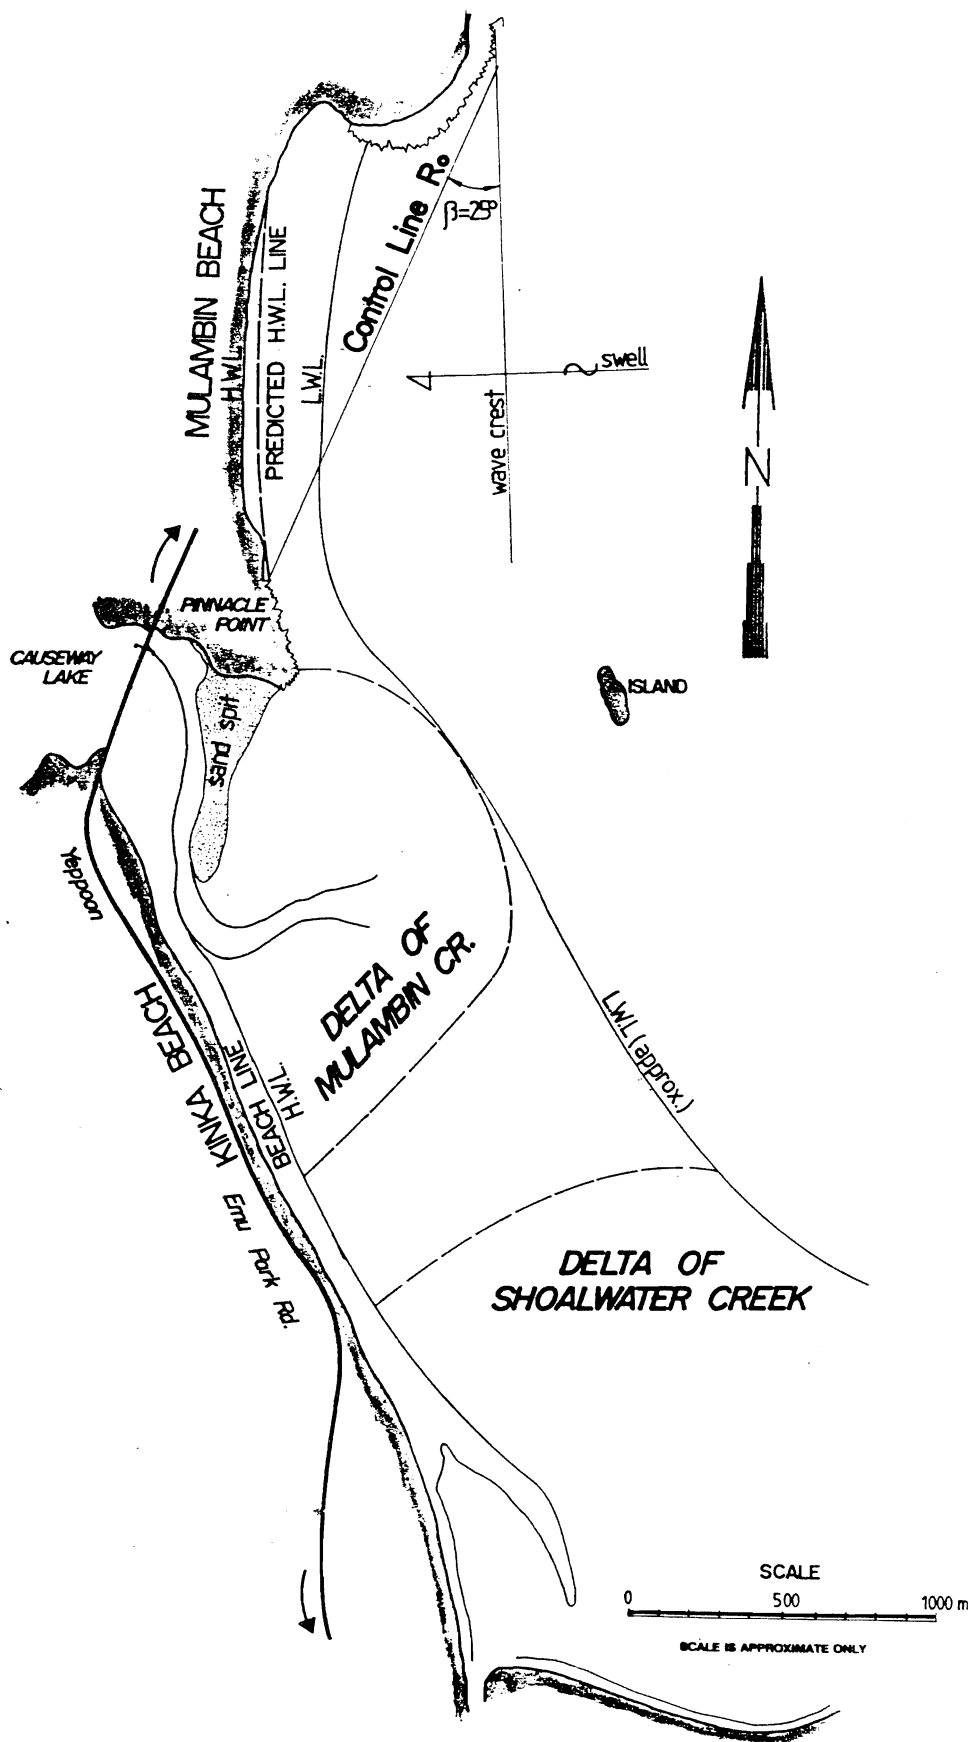 MULAMBIN BEACH
H.W.L.
PREDICTED H.W.L. LINE
L.W.L.
Control Line Ro
β=25°
swell
wave crest
N
PINNACLE
POINT
CAUSEWAY
LAKE
ISLAND
sand spit
Yeppoon
DELTA OF
MULAMBIN CR.
KINKA BEACH
BEACH LINE
H.W.L.
L.W.L (approx.)
Emu Park Rd.
DELTA OF
SHOALWATER CREEK
SCALE
0 500 1000 m
SCALE IS APPROXIMATE ONLY